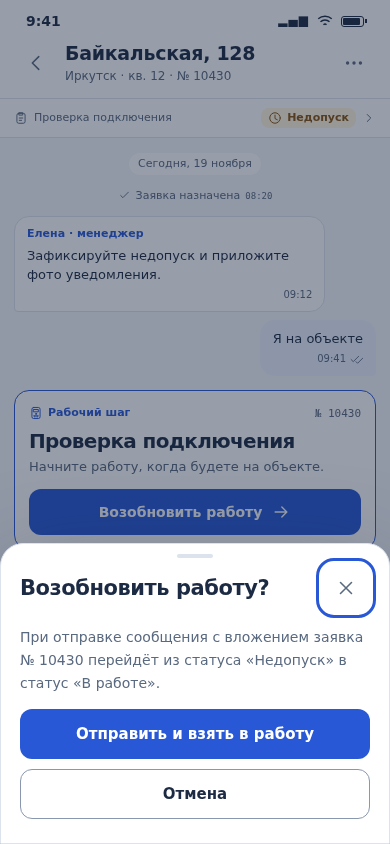 9:41
Байкальская, 128
Иркутск · кв. 12 · № 10430
Проверка подключения
Недопуск
Сегодня, 19 ноября
Заявка назначена 08:20
Елена · менеджер
Зафиксируйте недопуск и приложите
фото уведомления.
09:12
Я на объекте
09:41
Рабочий шаг
№ 10430
Проверка подключения
Начните работу, когда будете на объекте.
Возобновить работу
Возобновить работу?
При отправке сообщения с вложением заявка
№ 10430 перейдёт из статуса «Недопуск» в
статус «В работе».
Отправить и взять в работу
Отмена